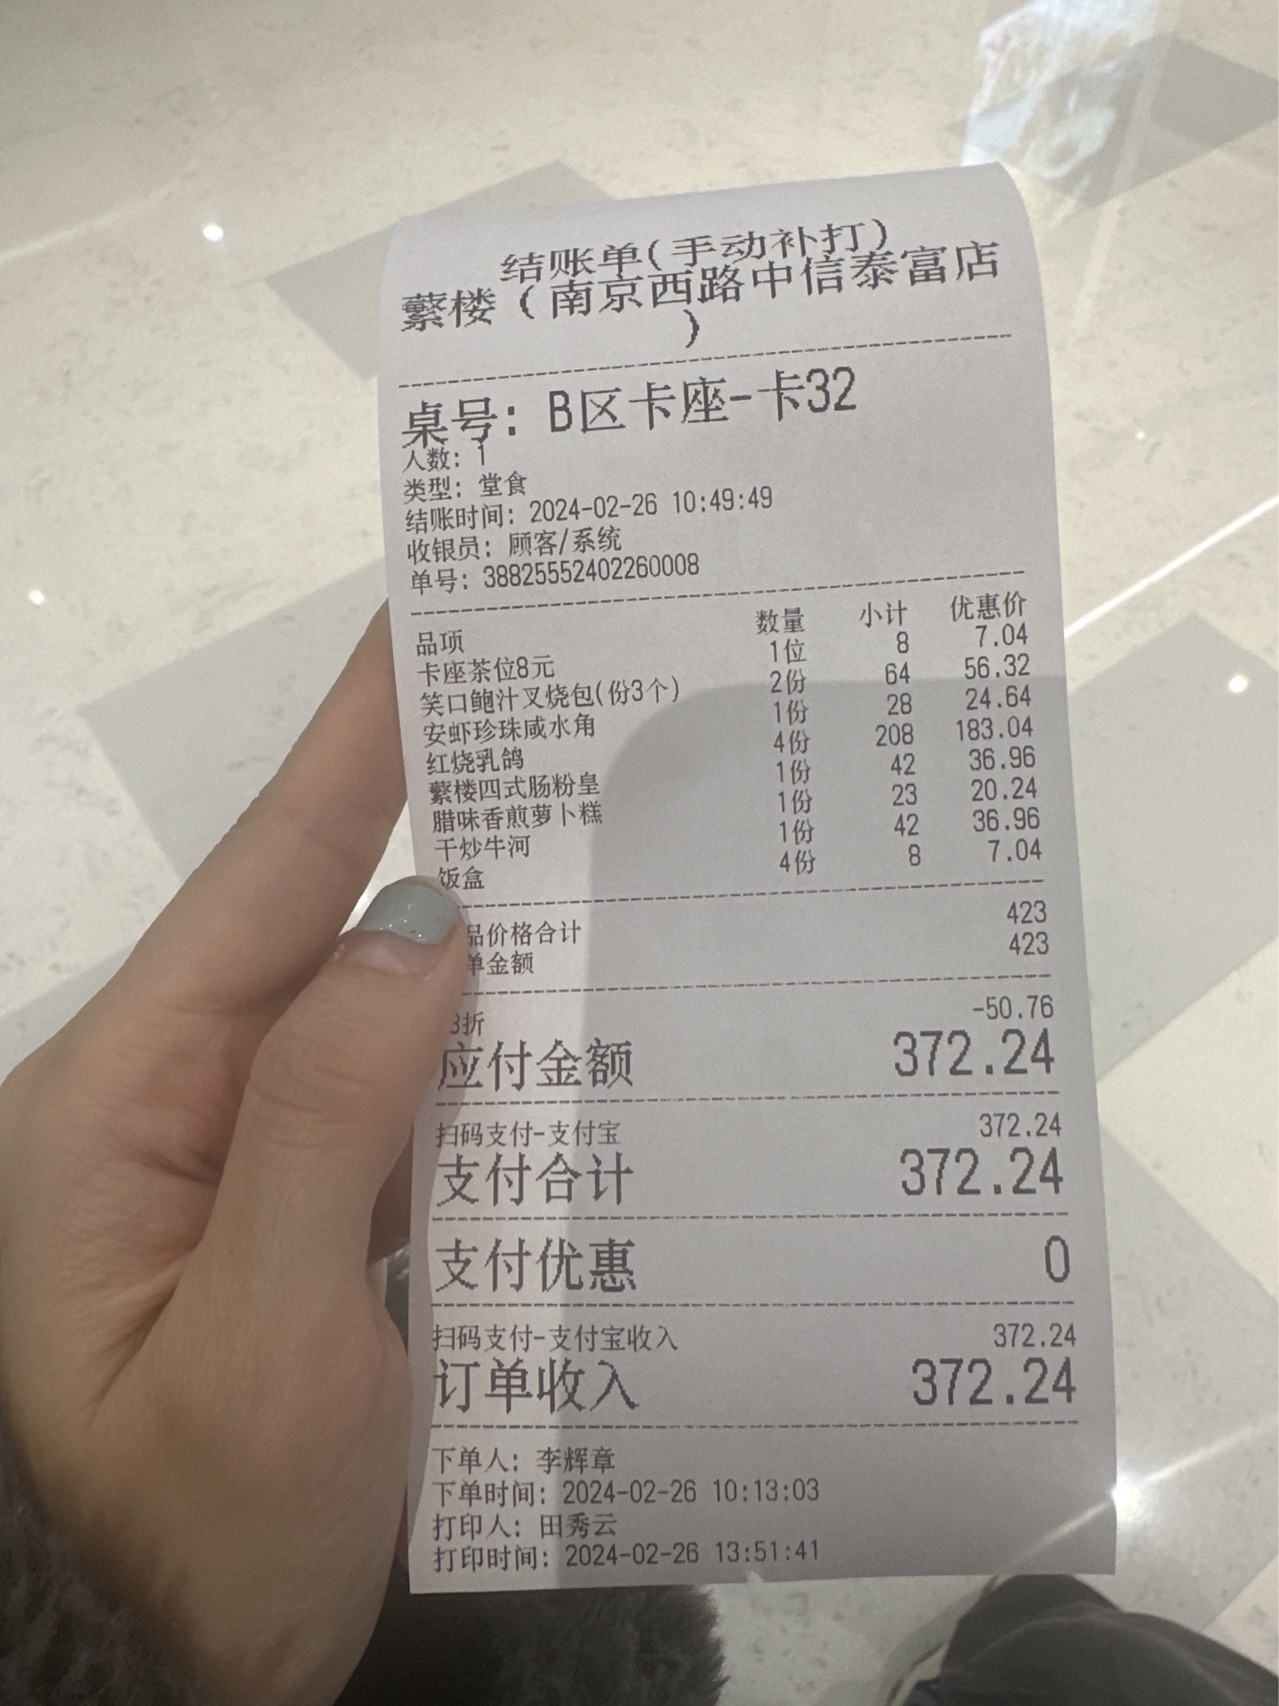 结账单(手动补打)
蘩楼（南京西路中信泰富店
）
桌号: B区卡座-卡32
人数: 1
类型: 堂食
结账时间: 2024-02-26 10:49:49
收银员: 顾客/系统
单号: 38825552402260008
品项 数量 小计 优惠价
卡座茶位8元 1位 8 7.04
笑口鲍汁叉烧包(份3个) 2份 64 56.32
安虾珍珠咸水角 1份 28 24.64
红烧乳鸽 4份 208 183.04
蘩楼四式肠粉皇 1份 42 36.96
腊味香煎萝卜糕 1份 23 20.24
干炒牛河 1份 42 36.96
饭盒 4份 8 7.04
品价格合计 423
单金额 423
8折 -50.76
应付金额 372.24
扫码支付-支付宝 372.24
支付合计 372.24
支付优惠 0
扫码支付-支付宝收入 372.24
订单收入 372.24
下单人: 李辉章
下单时间: 2024-02-26 10:13:03
打印人: 田秀云
打印时间: 2024-02-26 13:51:41